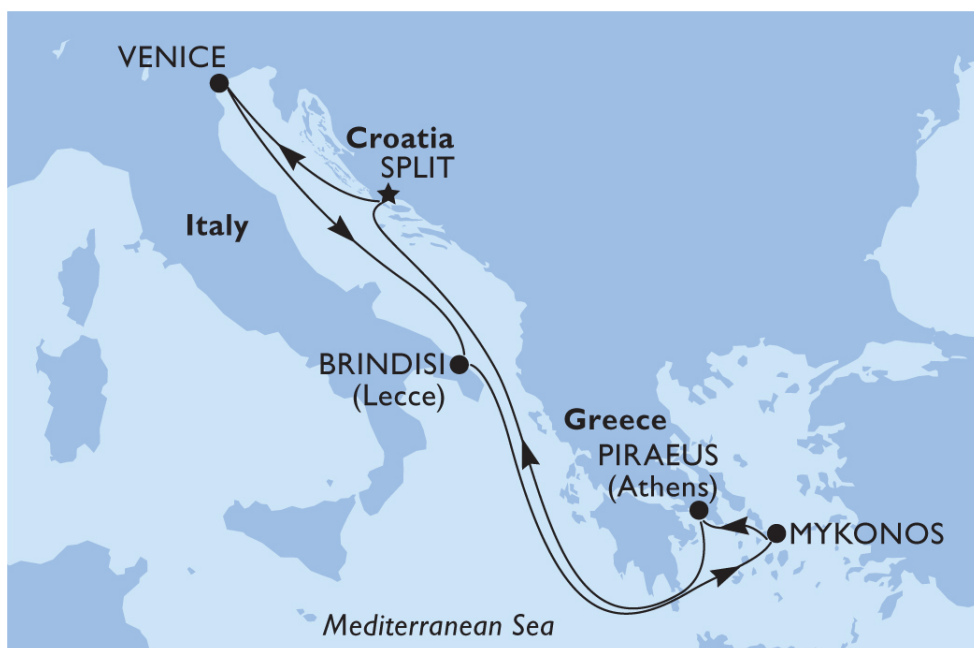 VENICE
Croatia
SPLIT
Italy
BRINDISI
(Lecce)
Greece
PIRAEUS
(Athens)
MYKONOS
Mediterranean Sea